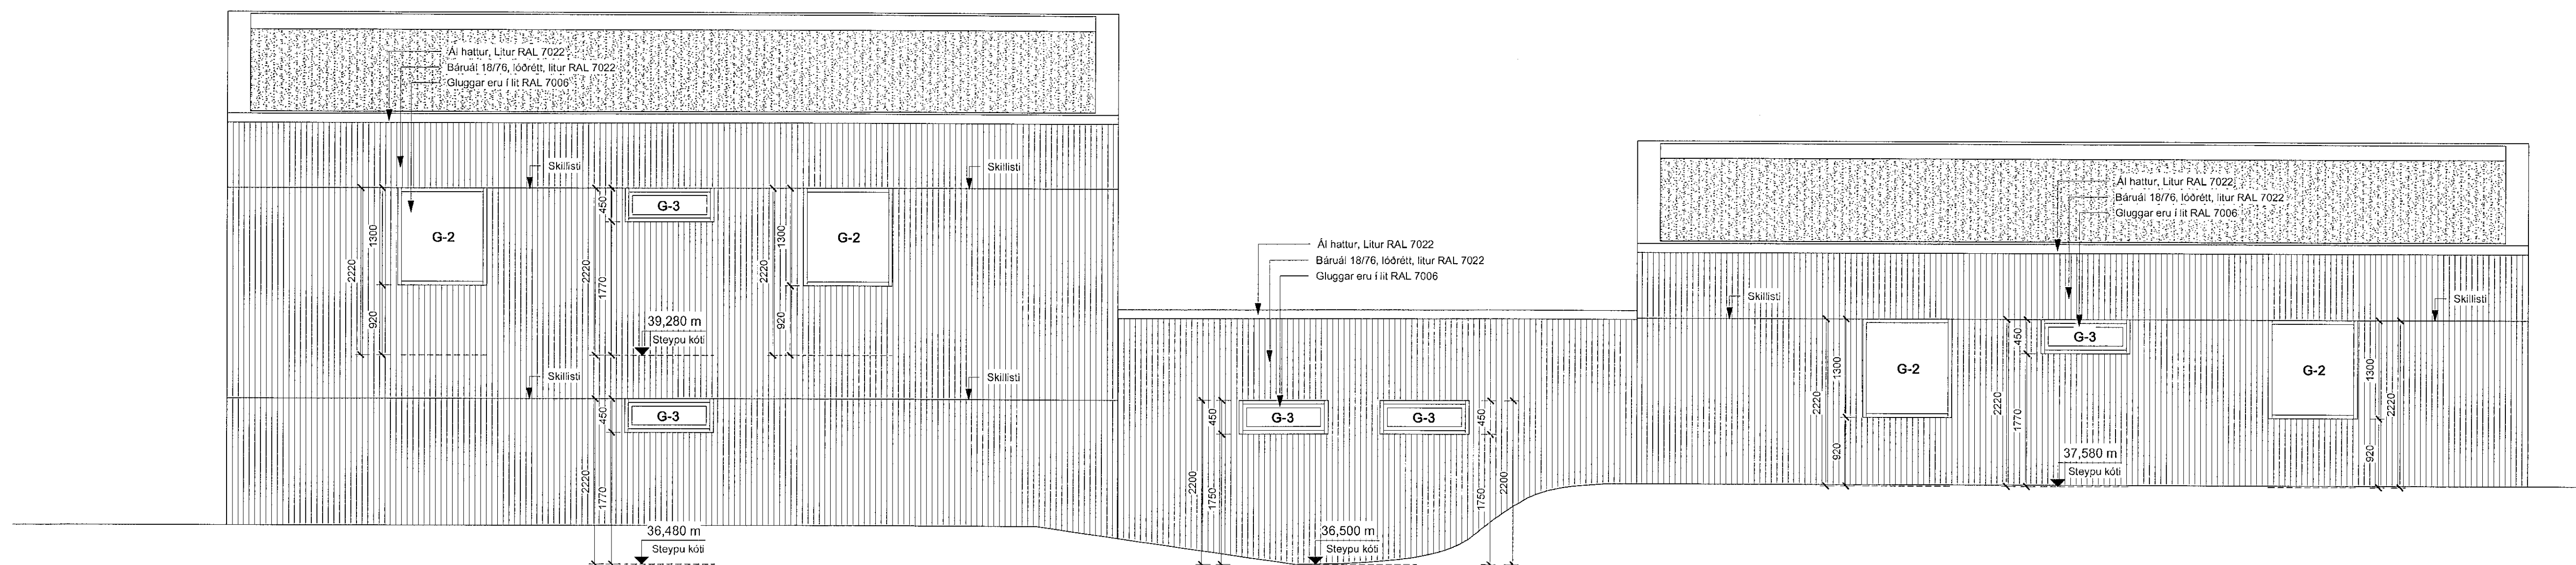 Ál hattur, Litur RAL 7022
Báruál 18/76, lóðrétt, litur RAL 7022
Gluggar eru í lit RAL 7006
Skillisti
Skillisti
G-2
G-3
G-2
2220
1300
920
2220
450
1770
2220
1300
920
39,280 m
Steypu kóti
Skillisti
Skillisti
G-3
2220
450
1770
36,480 m
Steypu kóti
Ál hattur, Litur RAL 7022
Báruál 18/76, lóðrétt, litur RAL 7022
Gluggar eru í lit RAL 7006
G-3
G-3
2200
450
1750
450
1750
2200
36,500 m
Steypu kóti
Ál hattur, Litur RAL 7022
Báruál 18/76, lóðrétt, litur RAL 7022
Gluggar eru í lit RAL 7006
Skillisti
Skillisti
G-2
G-3
G-2
2220
1300
920
2220
450
1770
1300
920
2220
37,580 m
Steypu kóti